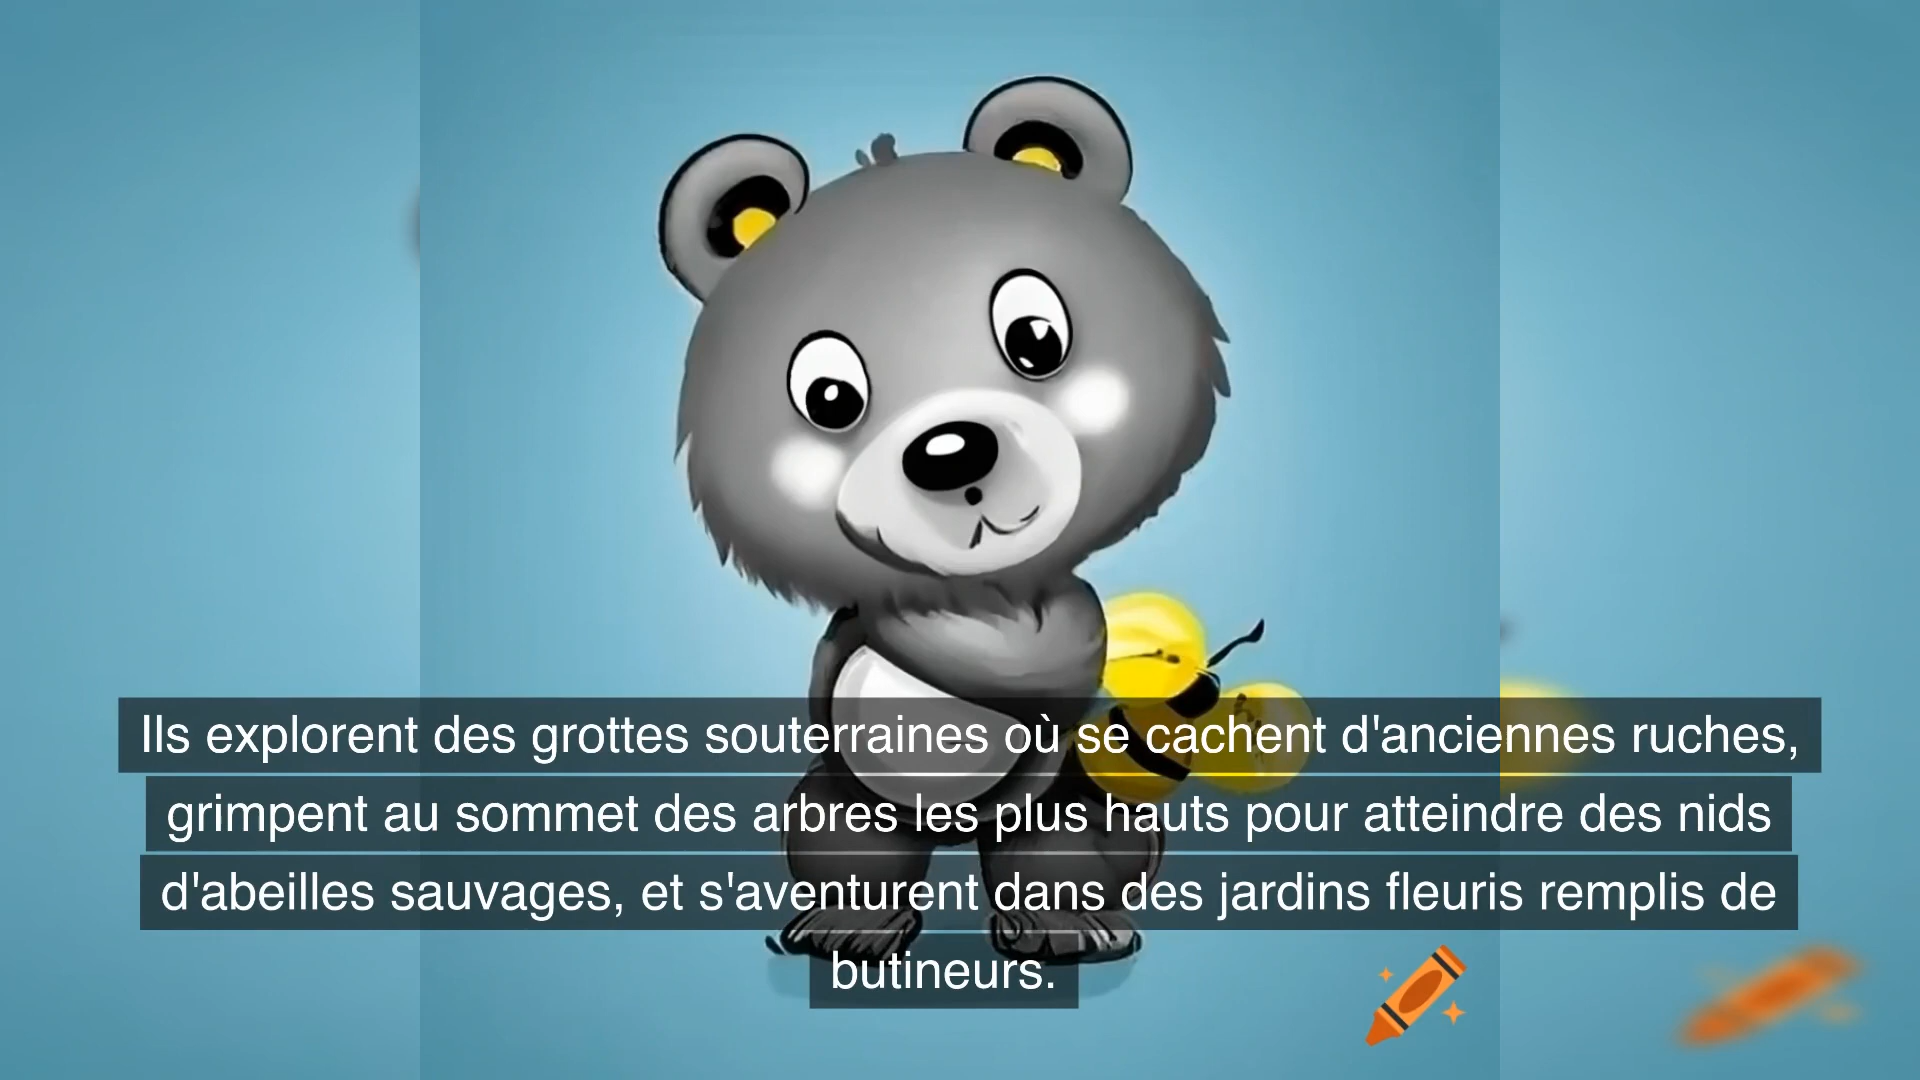 Ils explorent des grottes souterraines où se cachent d'anciennes ruches,
grimpent au sommet des arbres les plus hauts pour atteindre des nids
d'abeilles sauvages, et s'aventurent dans des jardins fleuris remplis de
butineurs.